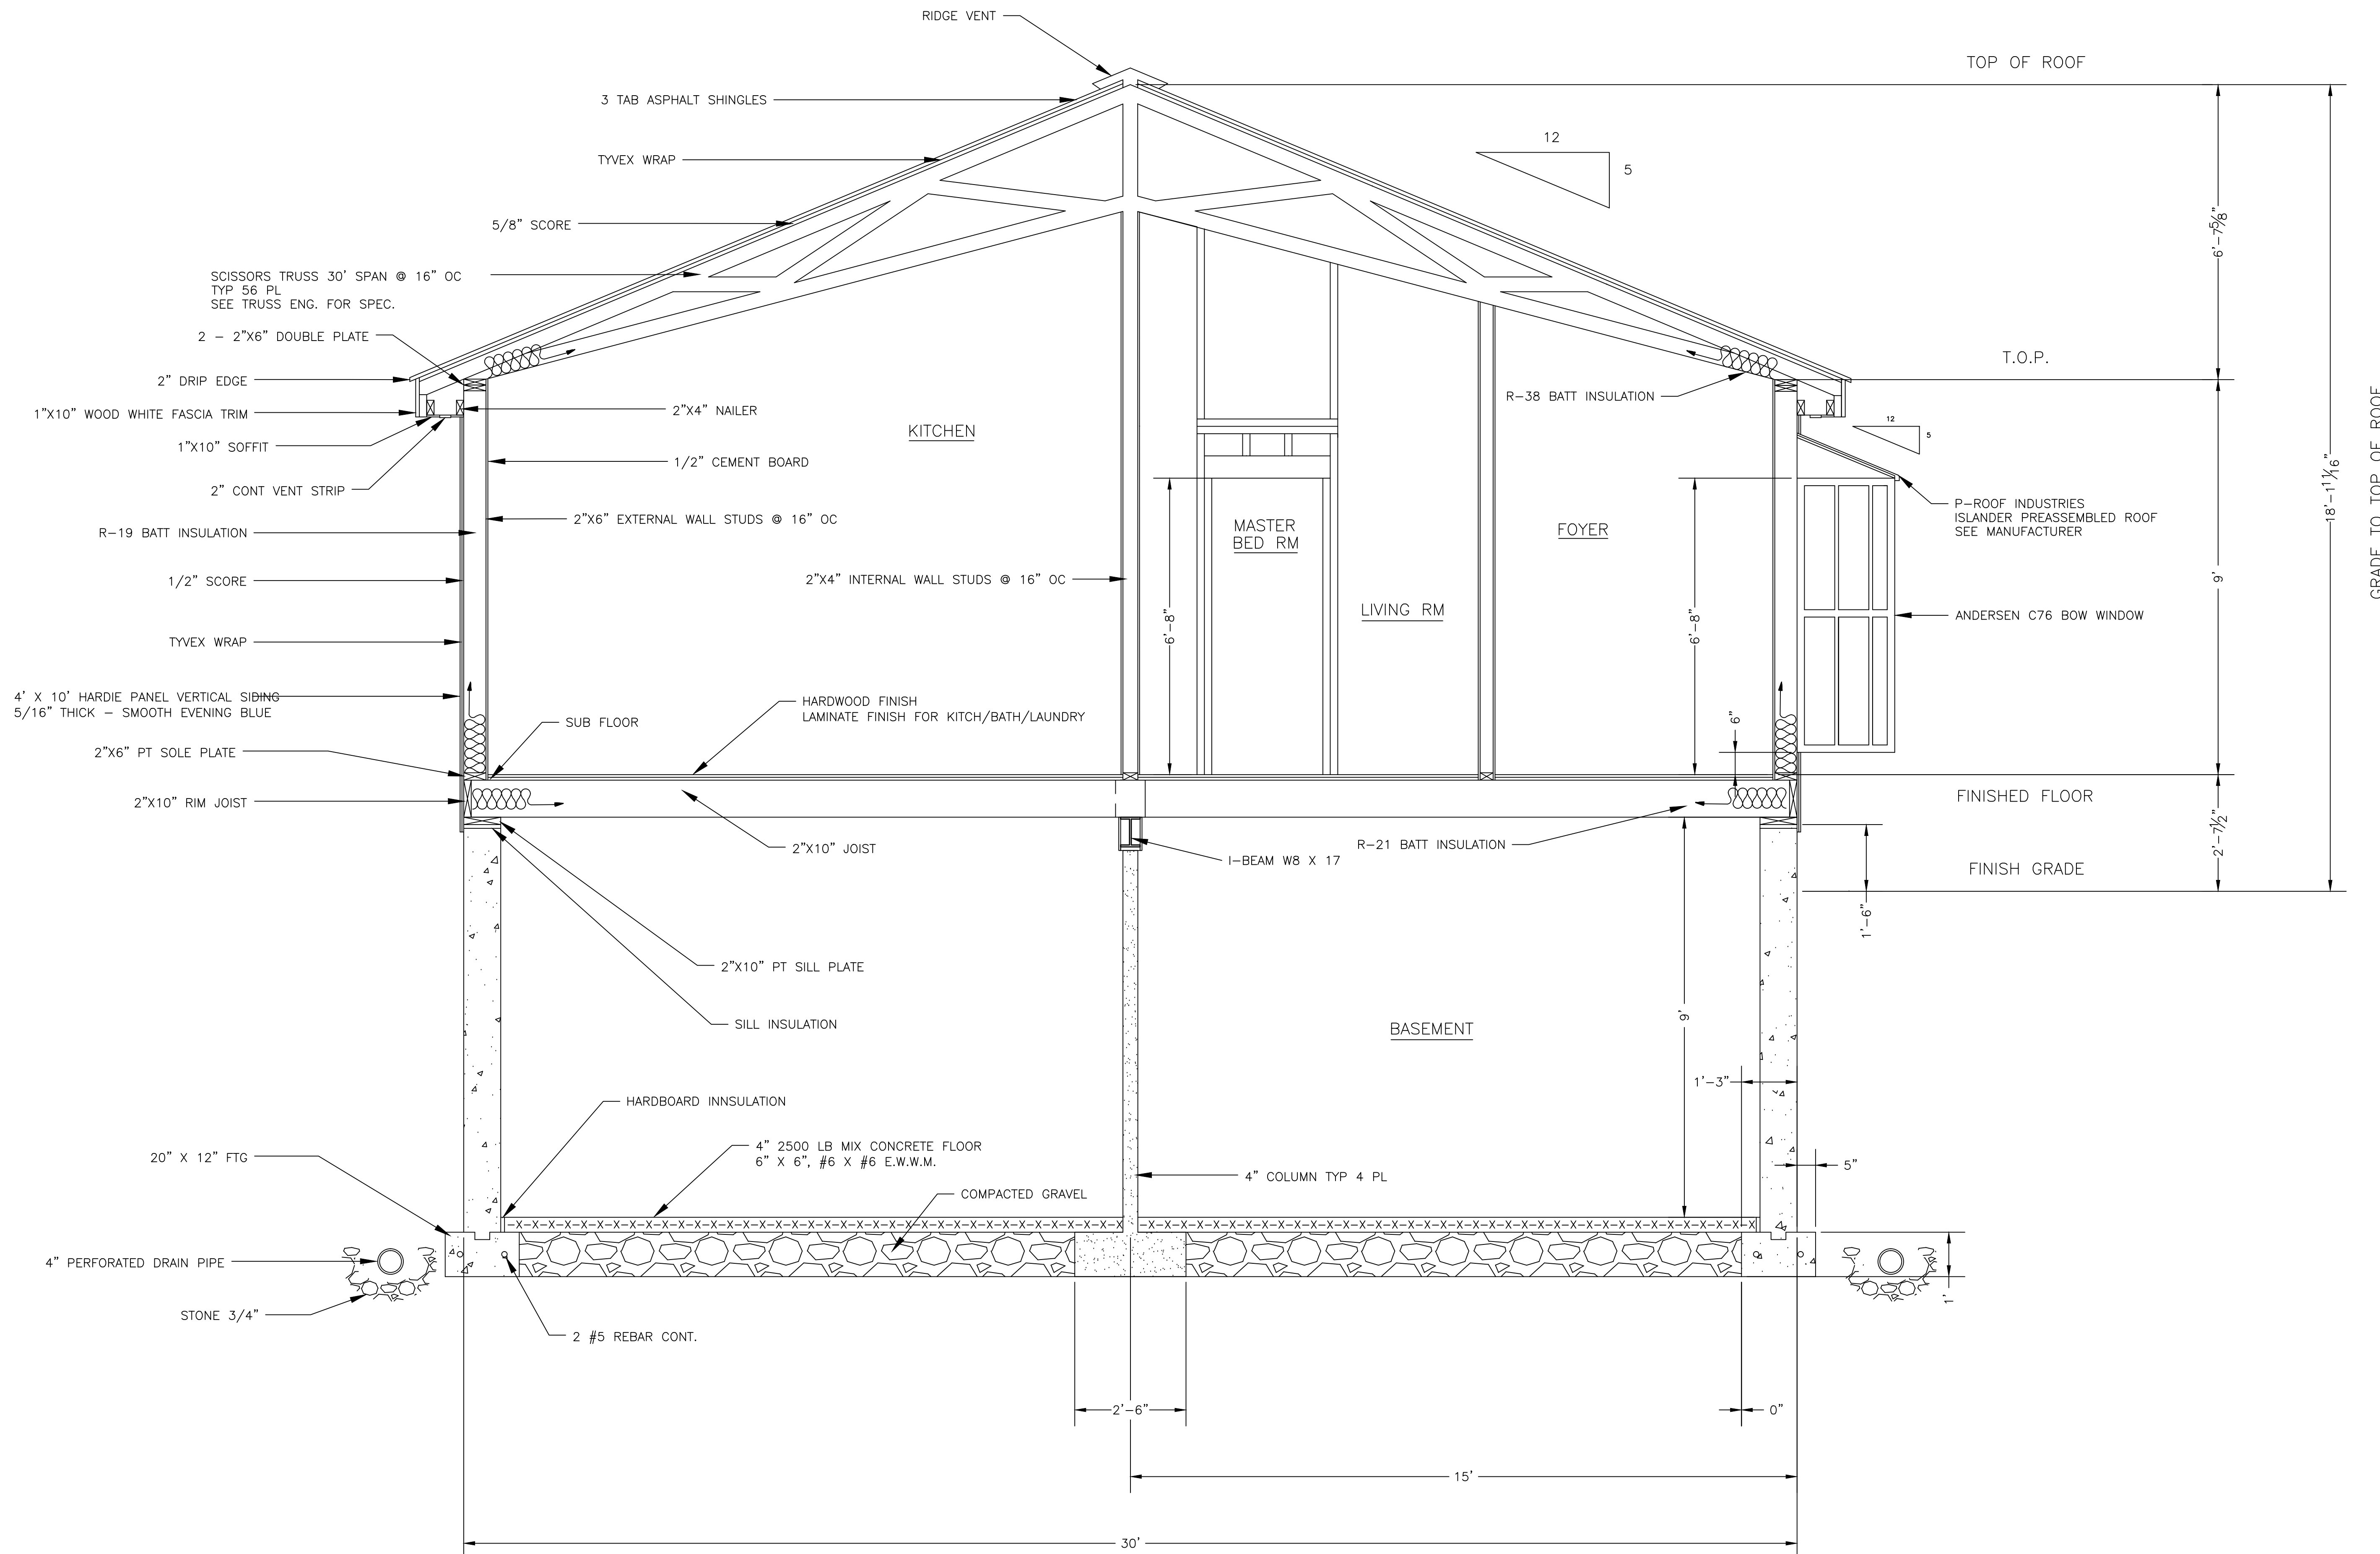 RIDGE VENT
TOP OF ROOF
3 TAB ASPHALT SHINGLES
12
5
TYVEX WRAP
5/8" SCORE
6'-7 5/8"
SCISSORS TRUSS 30' SPAN @ 16" OC
TYP 56 PL
SEE TRUSS ENG. FOR SPEC.
2 - 2"X6" DOUBLE PLATE
T.O.P.
2" DRIP EDGE
R-38 BATT INSULATION
1"X10" WOOD WHITE FASCIA TRIM
2"X4" NAILER
12
5
KITCHEN
1"X10" SOFFIT
1/2" CEMENT BOARD
2" CONT VENT STRIP
18'-1 11/16"
GRADE TO TOP OF ROOF
P-ROOF INDUSTRIES
ISLANDER PREASSEMBLED ROOF
SEE MANUFACTURER
2"X6" EXTERNAL WALL STUDS @ 16" OC
MASTER
BED RM
FOYER
R-19 BATT INSULATION
1/2" SCORE
2"X4" INTERNAL WALL STUDS @ 16" OC
9'
LIVING RM
6'-8"
6'-8"
ANDERSEN C76 BOW WINDOW
TYVEX WRAP
4' X 10' HARDIE PANEL VERTICAL SIDING
5/16" THICK - SMOOTH EVENING BLUE
HARDWOOD FINISH
LAMINATE FINISH FOR KITCH/BATH/LAUNDRY
SUB FLOOR
6"
2"X6" PT SOLE PLATE
2"X10" RIM JOIST
FINISHED FLOOR
2'-7 1/2"
2"X10" JOIST
R-21 BATT INSULATION
I-BEAM W8 X 17
FINISH GRADE
1'-6"
2"X10" PT SILL PLATE
SILL INSULATION
9'
BASEMENT
1'-3"
HARDBOARD INNSULATION
4" 2500 LB MIX CONCRETE FLOOR
6" X 6", #6 X #6 E.W.W.M.
20" X 12" FTG
5"
4" COLUMN TYP 4 PL
COMPACTED GRAVEL
4" PERFORATED DRAIN PIPE
1'
STONE 3/4"
2 #5 REBAR CONT.
2'-6"
0"
15'
30'